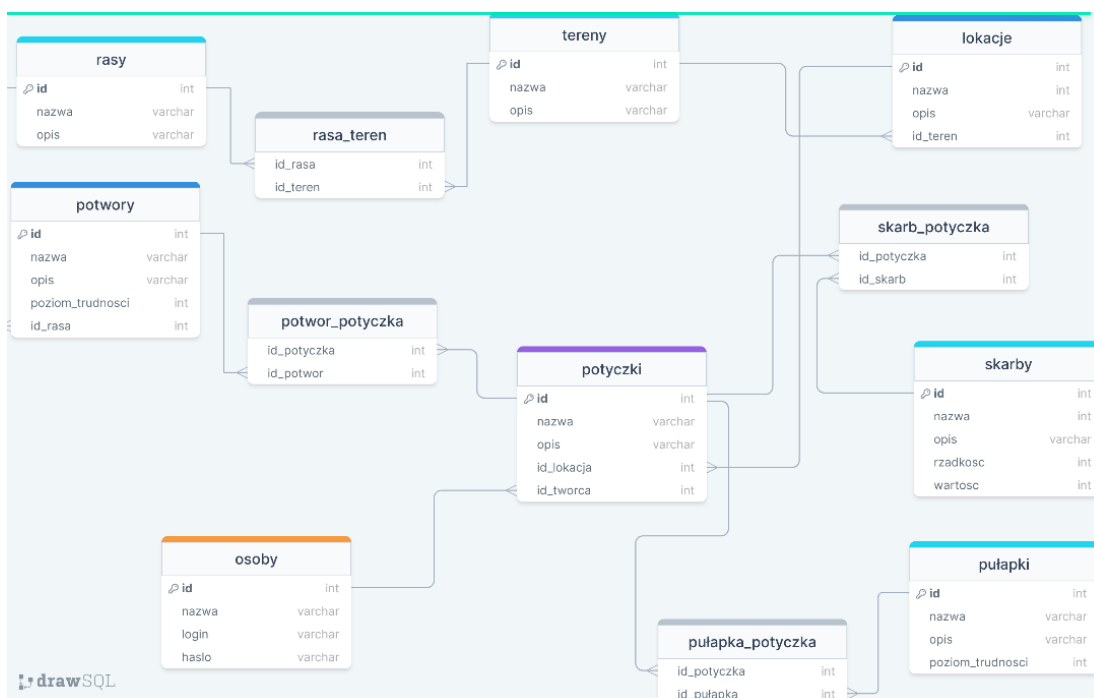 rasy
id int
nazwa varchar
opis varchar
tereny
id int
nazwa varchar
opis varchar
lokacje
id int
nazwa int
opis varchar
id_teren int
rasa_teren
id_rasa int
id_teren int
potwory
id int
nazwa varchar
opis varchar
poziom_trudnosci int
id_rasa int
skarb_potyczka
id_potyczka int
id_skarb int
potwor_potyczka
id_potyczka int
id_potwor int
potyczki
id int
nazwa varchar
opis varchar
id_lokacja int
id_tworca int
skarby
id int
nazwa int
opis varchar
rzadkosc int
wartosc int
osoby
id int
nazwa varchar
login varchar
haslo varchar
pułapki
id int
nazwa varchar
opis varchar
poziom_trudnosci int
pułapka_potyczka
id_potyczka int
id_pułapka int
drawSQL